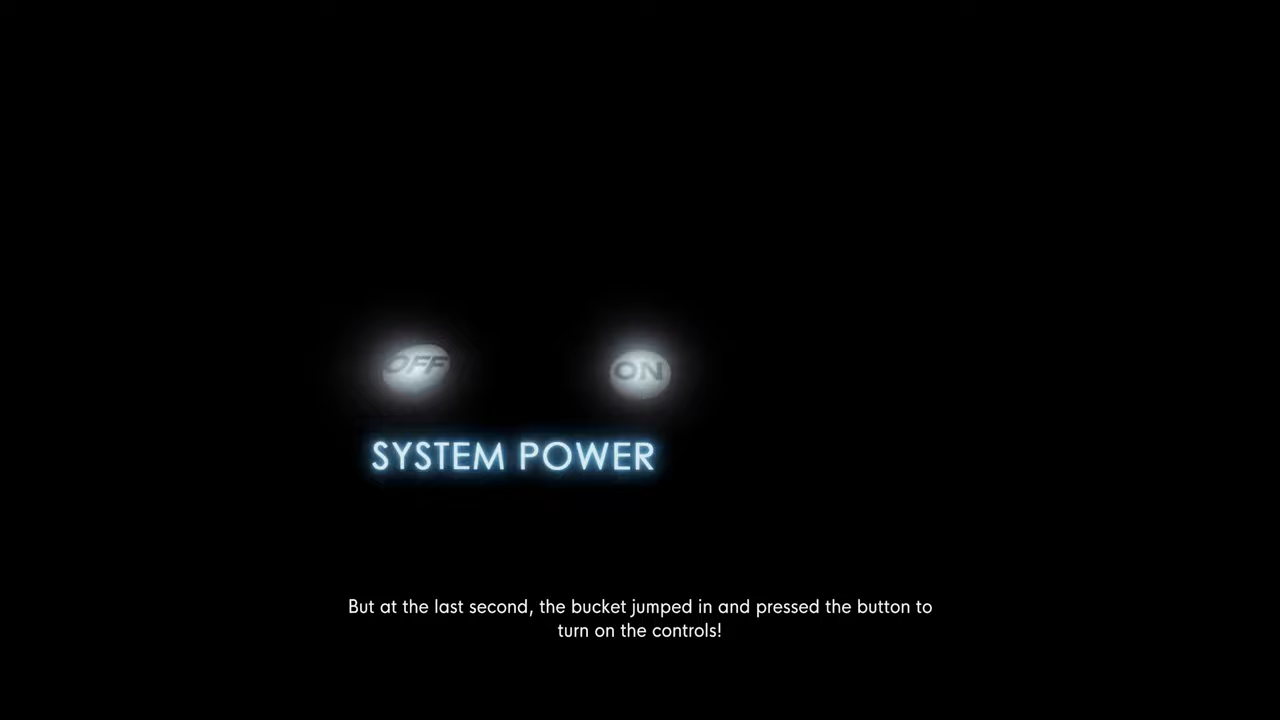 OFF
ON
SYSTEM POWER
But at the last second, the bucket jumped in and pressed the button to
turn on the controls!